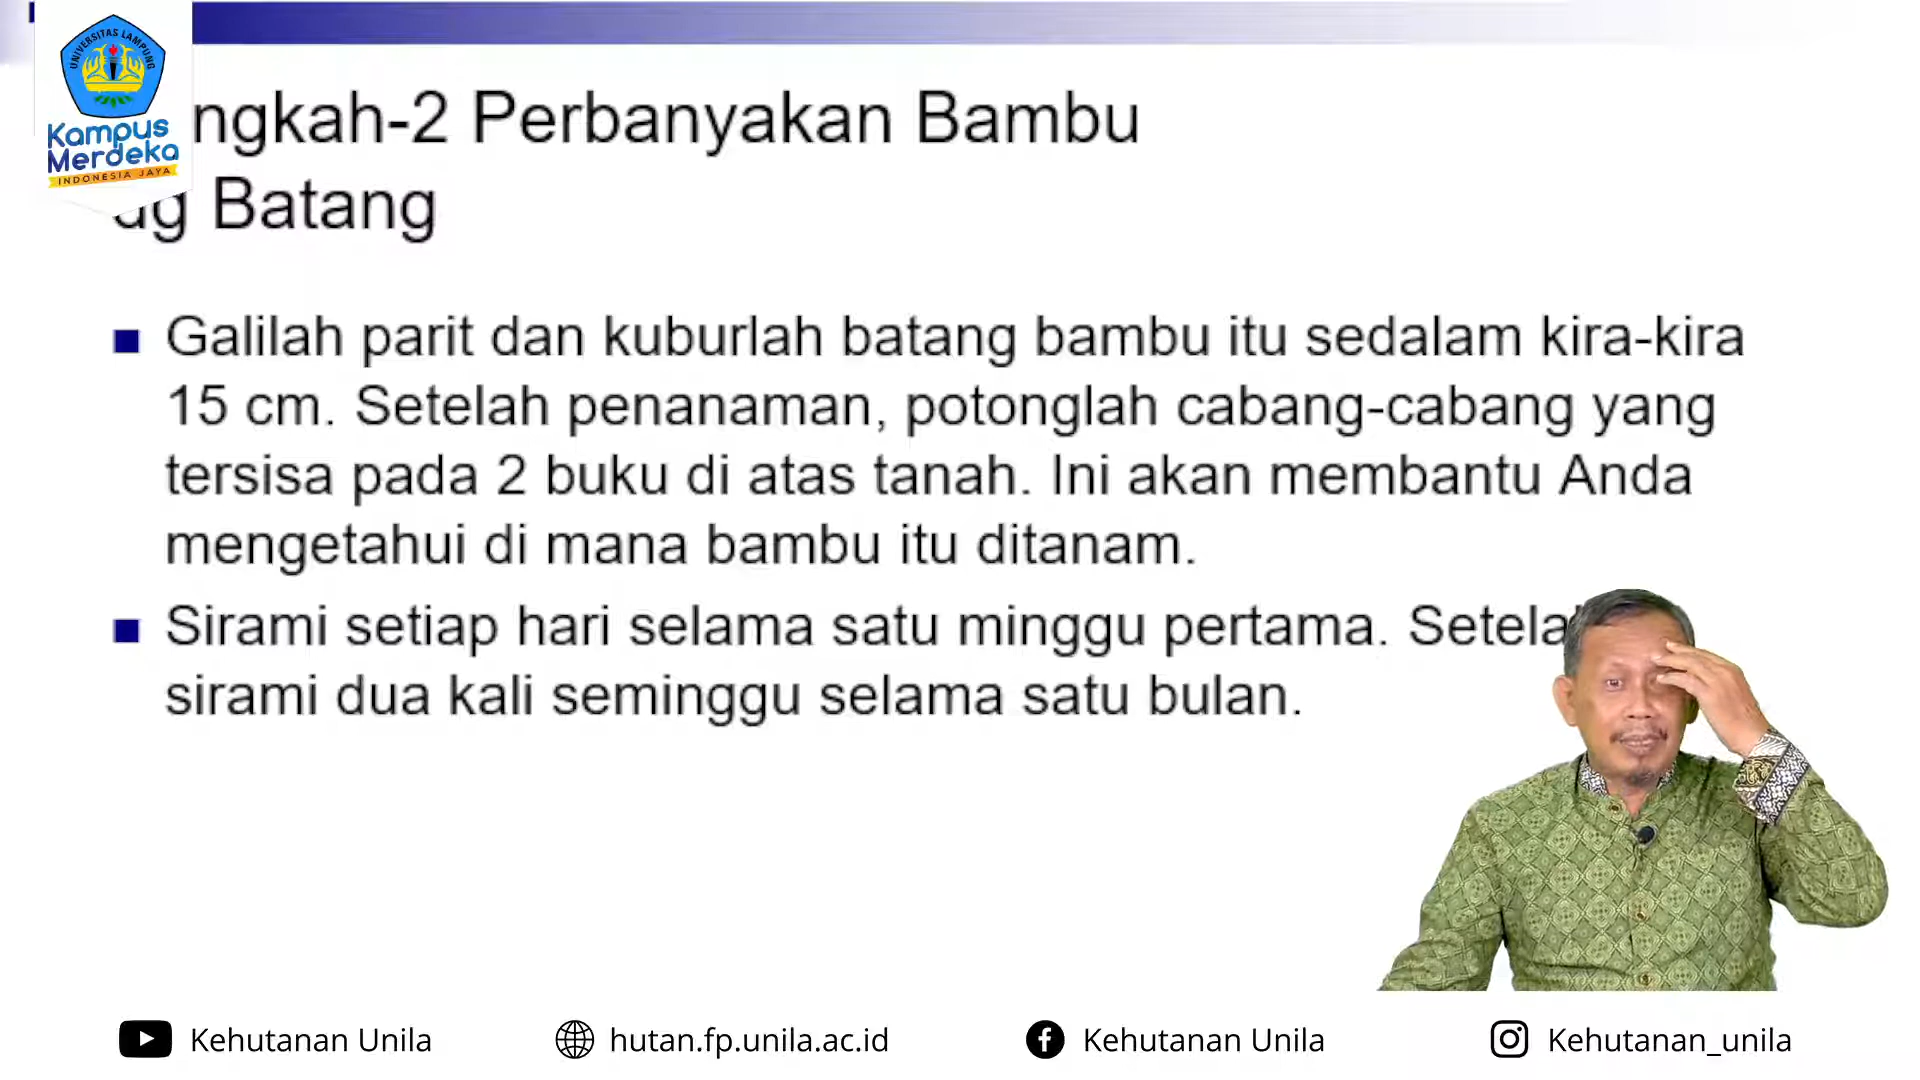 UNIVERSITAS LAMPUNG
Kampus
Merdeka
INDONESIA JAYA
ngkah-2 Perbanyakan Bambu
dg Batang
Galilah parit dan kuburlah batang bambu itu sedalam kira-kira
15 cm. Setelah penanaman, potonglah cabang-cabang yang
tersisa pada 2 buku di atas tanah. Ini akan membantu Anda
mengetahui di mana bambu itu ditanam.
Sirami setiap hari selama satu minggu pertama. Setela
sirami dua kali seminggu selama satu bulan.
Kehutanan Unila
hutan.fp.unila.ac.id
Kehutanan Unila
Kehutanan_unila